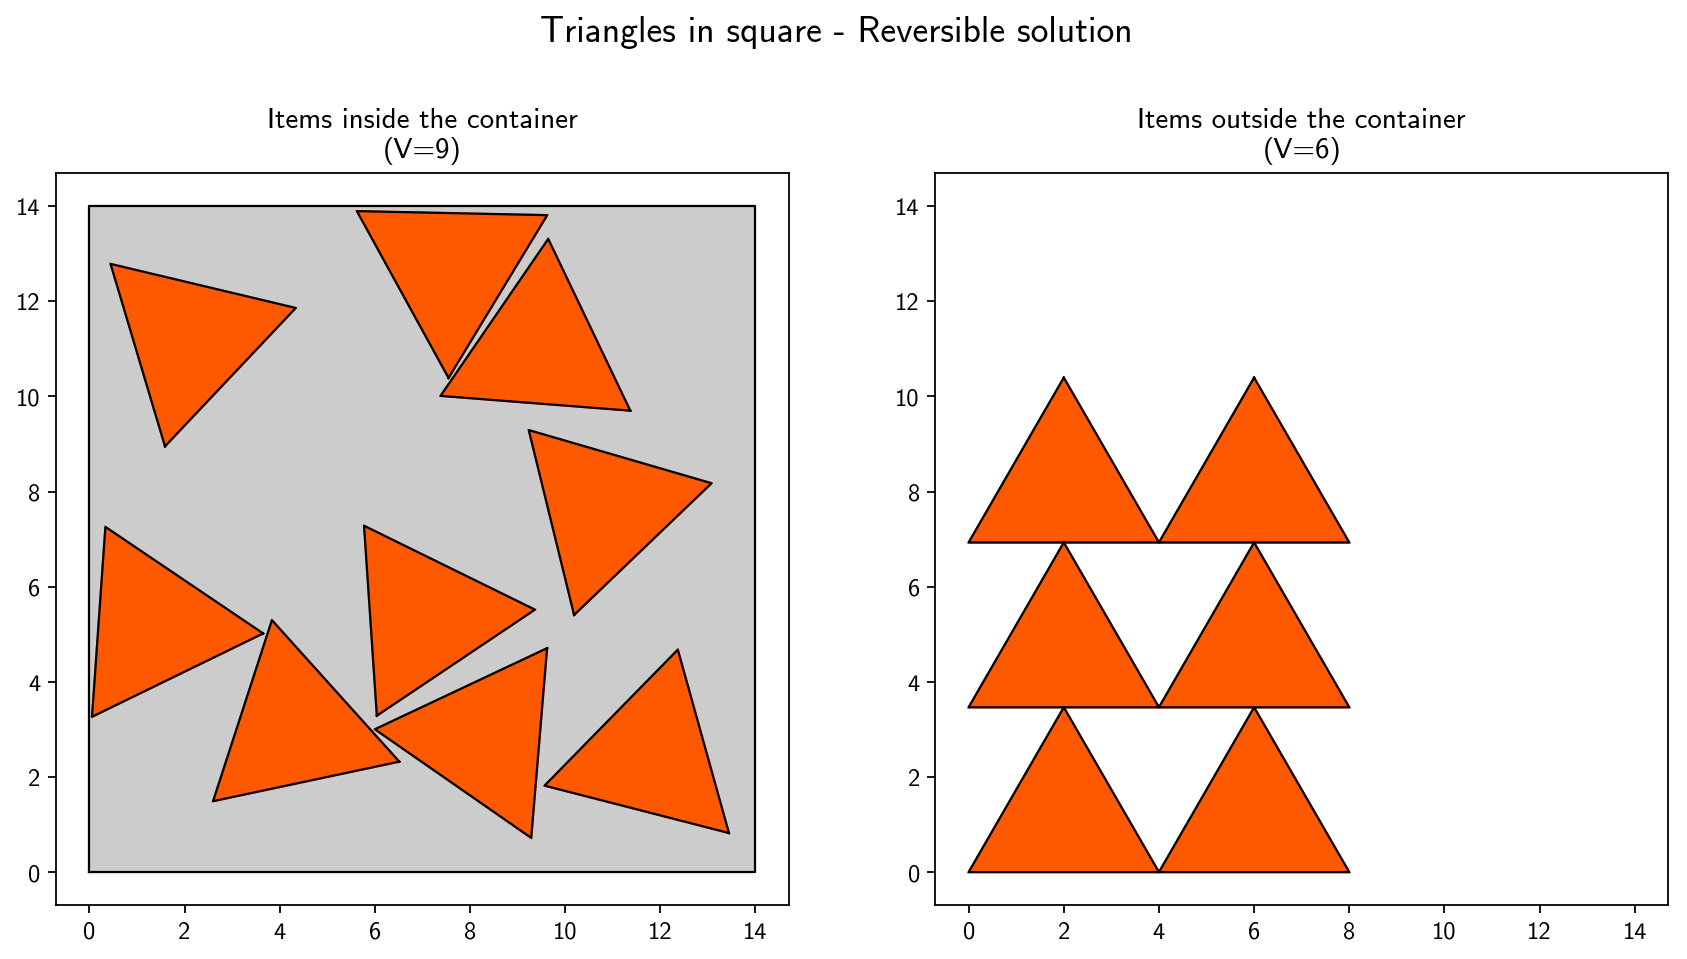 Triangles in square - Reversible solution
Items inside the container
(V=9)
14
12
10
8
6
4
2
0
0 2 4 6 8 10 12 14
Items outside the container
(V=6)
14
12
10
8
6
4
2
0
0 2 4 6 8 10 12 14